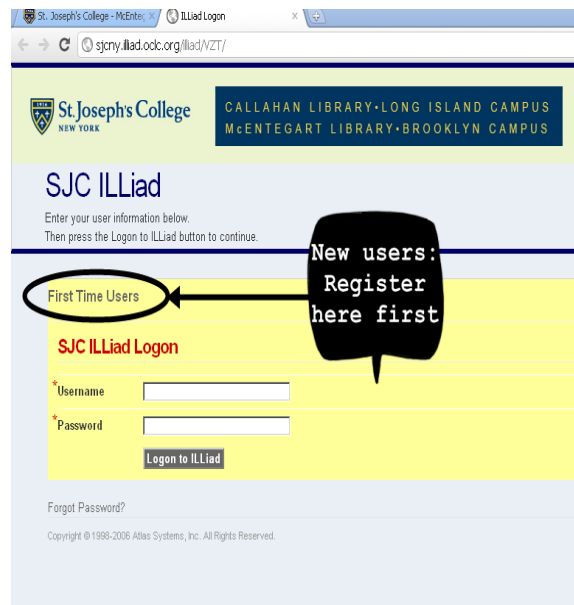 St. Joseph's College - McEnteg
ILLiad Logon
sjcny.illiad.oclc.org/illiad/VZT/
St. Joseph's College
NEW YORK
CALLAHAN LIBRARY•LONG ISLAND CAMPUS
McENTEGART LIBRARY•BROOKLYN CAMPUS
SJC ILLiad
Enter your user information below.
Then press the Logon to ILLiad button to continue.
New users:
Register
here first
First Time Users
SJC ILLiad Logon
*Username
*Password
Logon to ILLiad
Forgot Password?
Copyright © 1998-2006 Atlas Systems, Inc. All Rights Reserved.